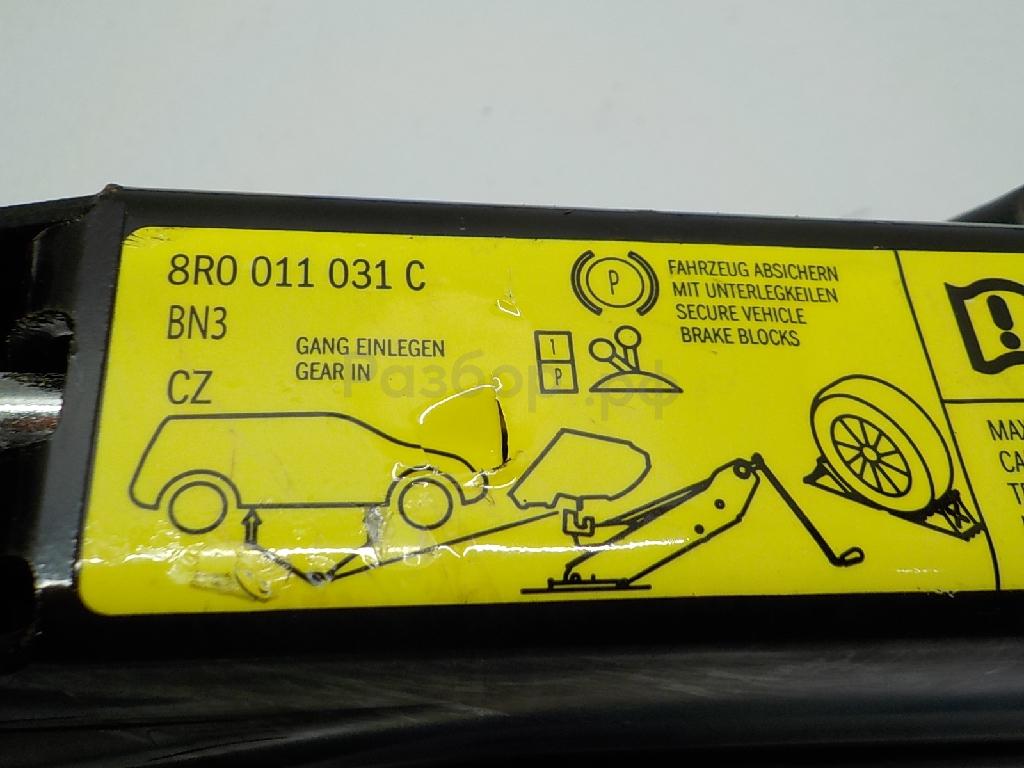 8R0 011 031 C
BN3
CZ
GANG EINLEGEN
GEAR IN
P
1
P
FAHRZEUG ABSICHERN
MIT UNTERLEGKEILEN
SECURE VEHICLE
BRAKE BLOCKS
MAX
Разбор.рф